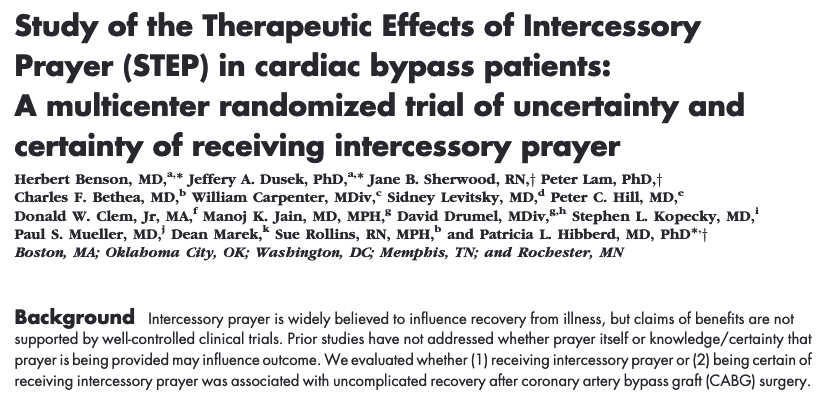 Study of the Therapeutic Effects of Intercessory
Prayer (STEP) in cardiac bypass patients:
A multicenter randomized trial of uncertainty and
certainty of receiving intercessory prayer
Herbert Benson, MD,a,* Jeffery A. Dusek, PhD,a,* Jane B. Sherwood, RN,† Peter Lam, PhD,†
Charles F. Bethea, MD,b William Carpenter, MDiv,c Sidney Levitsky, MD,d Peter C. Hill, MD,e
Donald W. Clem, Jr, MA,f Manoj K. Jain, MD, MPH,g David Drumel, MDiv,g,h Stephen L. Kopecky, MD,i
Paul S. Mueller, MD,j Dean Marek,k Sue Rollins, RN, MPH,b and Patricia L. Hibberd, MD, PhD*,†
Boston, MA; Oklahoma City, OK; Washington, DC; Memphis, TN; and Rochester, MN
Background Intercessory prayer is widely believed to influence recovery from illness, but claims of benefits are not
supported by well-controlled clinical trials. Prior studies have not addressed whether prayer itself or knowledge/certainty that
prayer is being provided may influence outcome. We evaluated whether (1) receiving intercessory prayer or (2) being certain of
receiving intercessory prayer was associated with uncomplicated recovery after coronary artery bypass graft (CABG) surgery.